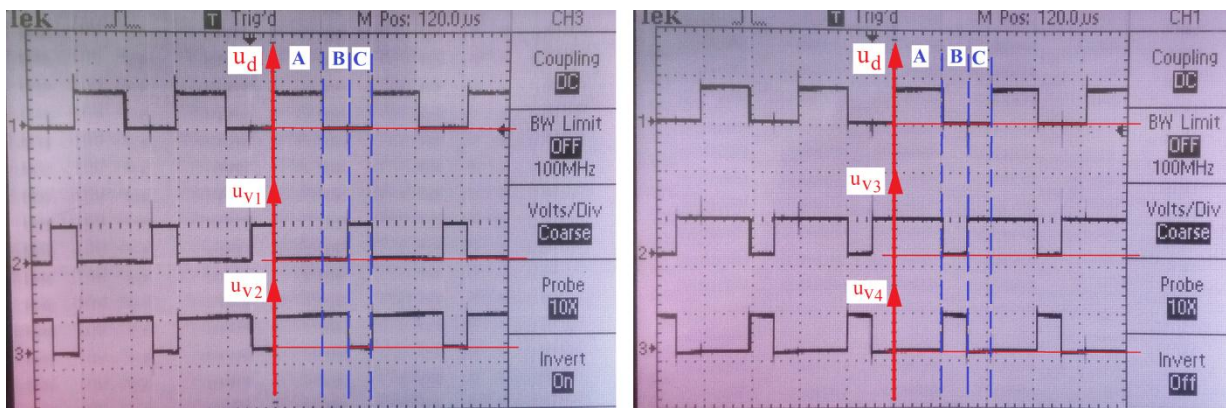 Tek T Trig'd M Pos: 120.0µs CH3
u_d A B C
Coupling
DC
1
BW Limit
OFF
100MHz
u_V1
Volts/Div
Coarse
2
u_V2
Probe
10X
3
Invert
On
Tek T Trig'd M Pos: 120.0µs CH1
u_d A B C
Coupling
DC
1
BW Limit
OFF
100MHz
u_V3
Volts/Div
Coarse
2
u_V4
Probe
10X
3
Invert
Off